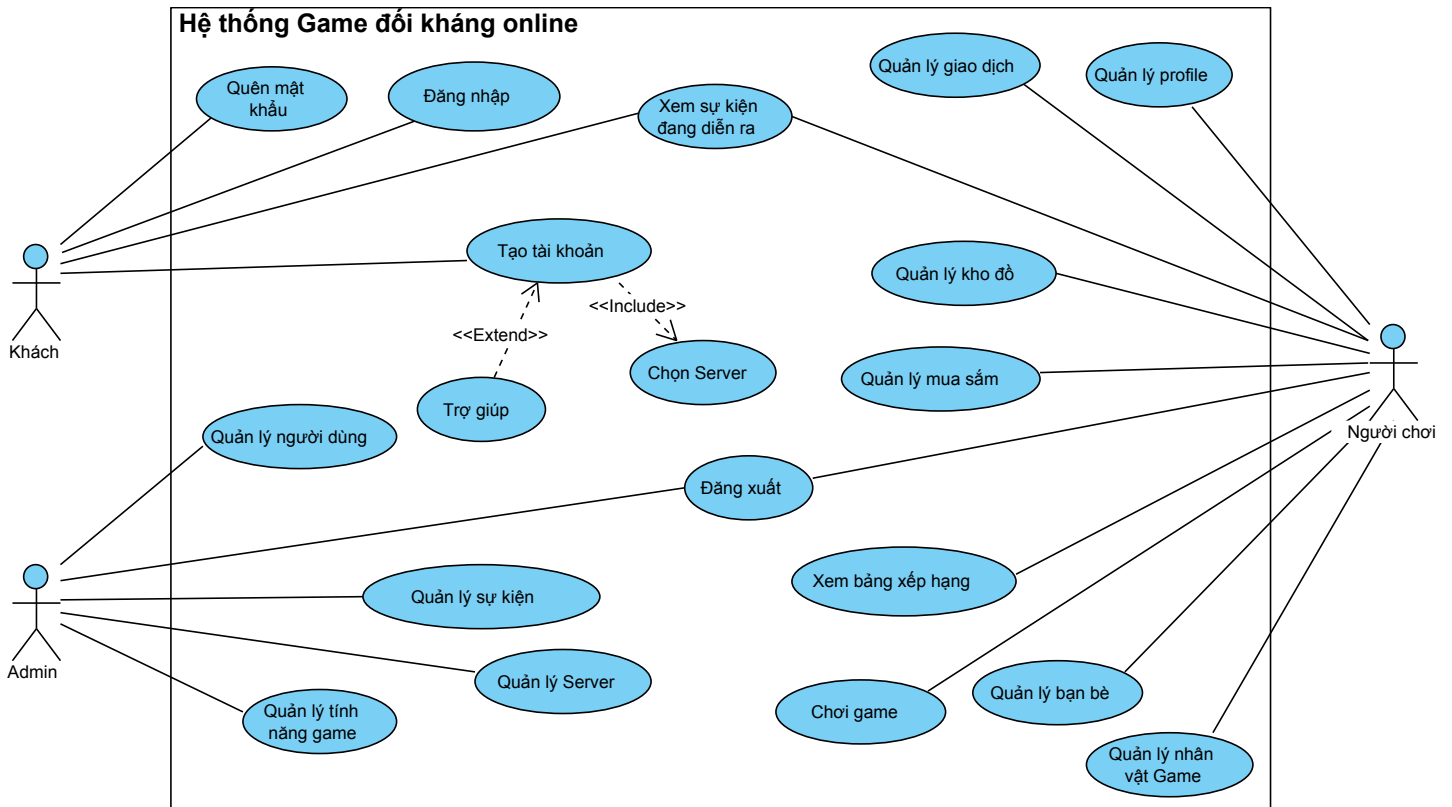 Hệ thống Game đối kháng online
Quên mật
khẩu
Đăng nhập
Xem sự kiện
đang diễn ra
Quản lý giao dịch
Quản lý profile
Tạo tài khoản
Quản lý kho đồ
<<Include>>
<<Extend>>
Khách
Chọn Server
Quản lý mua sắm
Trợ giúp
Người chơi
Quản lý người dùng
Đăng xuất
Xem bảng xếp hạng
Quản lý sự kiện
Admin
Quản lý Server
Quản lý bạn bè
Quản lý tính
năng game
Chơi game
Quản lý nhân
vật Game